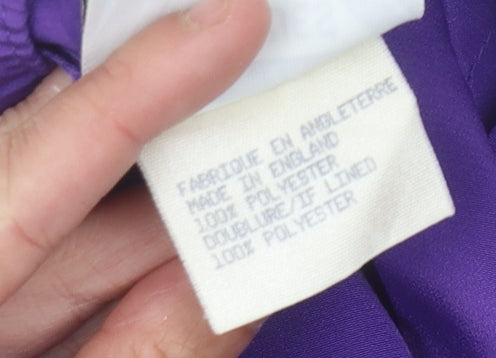 FABRIQUE EN ANGLETERRE
MADE IN ENGLAND
100% POLYESTER
DOUBLURE/IF LINED
100% POLYESTER